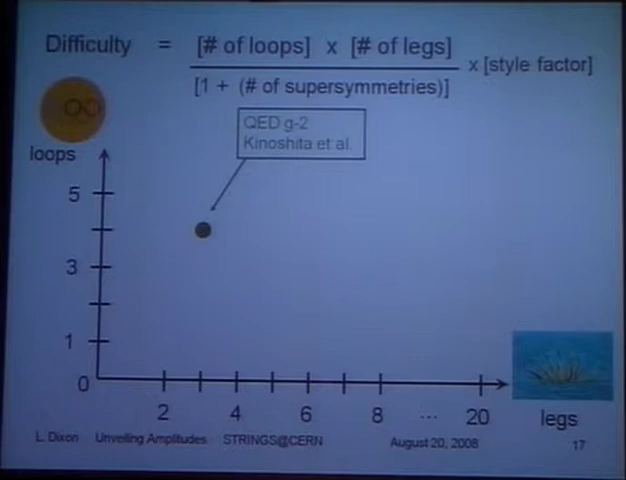 Difficulty = [# of loops] x [# of legs]
[1 + (# of supersymmetries)] x [style factor]
QED g-2
Kinoshita et al.
loops
5
3
1
0
2 4 6 8 ... 20
legs
L. Dixon Unveiling Amplitudes STRINGS@CERN August 20, 2008 17